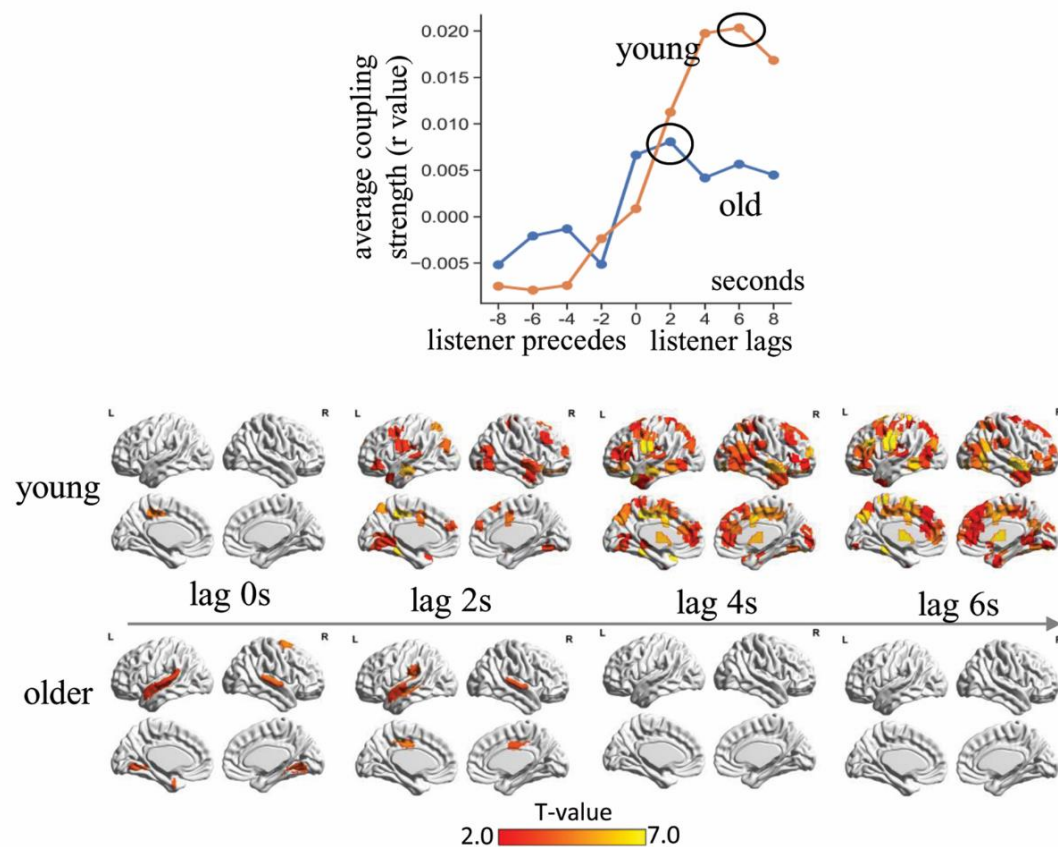 average coupling
strength (r value)
0.020
0.015
0.010
0.005
0.000
−0.005
young
old
seconds
-8 -6 -4 -2 0 2 4 6 8
listener precedes listener lags
L R L R L R L R
young
lag 0s lag 2s lag 4s lag 6s
L R L R L R L R
older
T-value
2.0 7.0